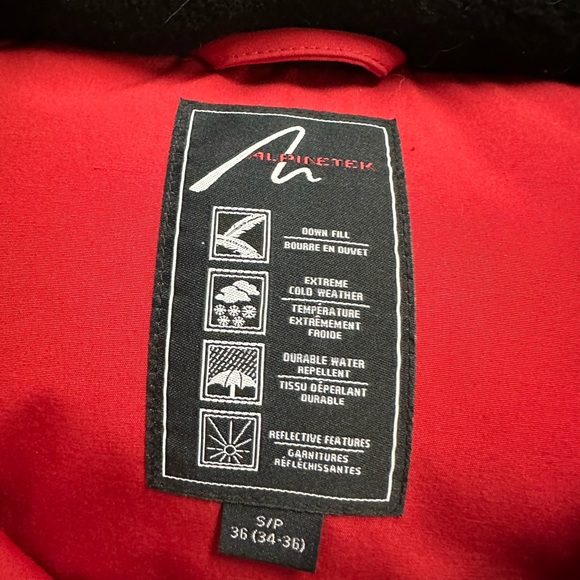 ALPINETEK
DOWN FILL
BOURRE EN DUVET
EXTREME
COLD WEATHER
TEMPÉRATURE
EXTRÊMEMENT
FROIDE
DURABLE WATER
REPELLENT
TISSU DÉPERLANT
DURABLE
REFLECTIVE FEATURES
GARNITURES
RÉFLÉCHISSANTES
S/P
36 (34-36)